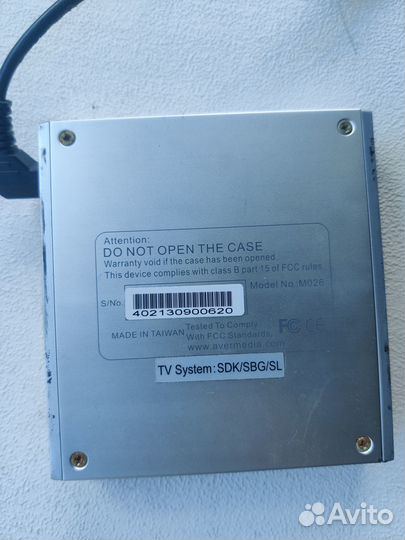 Attention:
DO NOT OPEN THE CASE
Warranty void if the case has been opened.
This device complies with class B part 15 of FCC rules.
Model No.:M026
S/No.
402130900620
MADE IN TAIWAN
Tested To Comply
With FCC Standards
FC CE
www.avermedia.com
TV System: SDK/SBG/SL
Avito